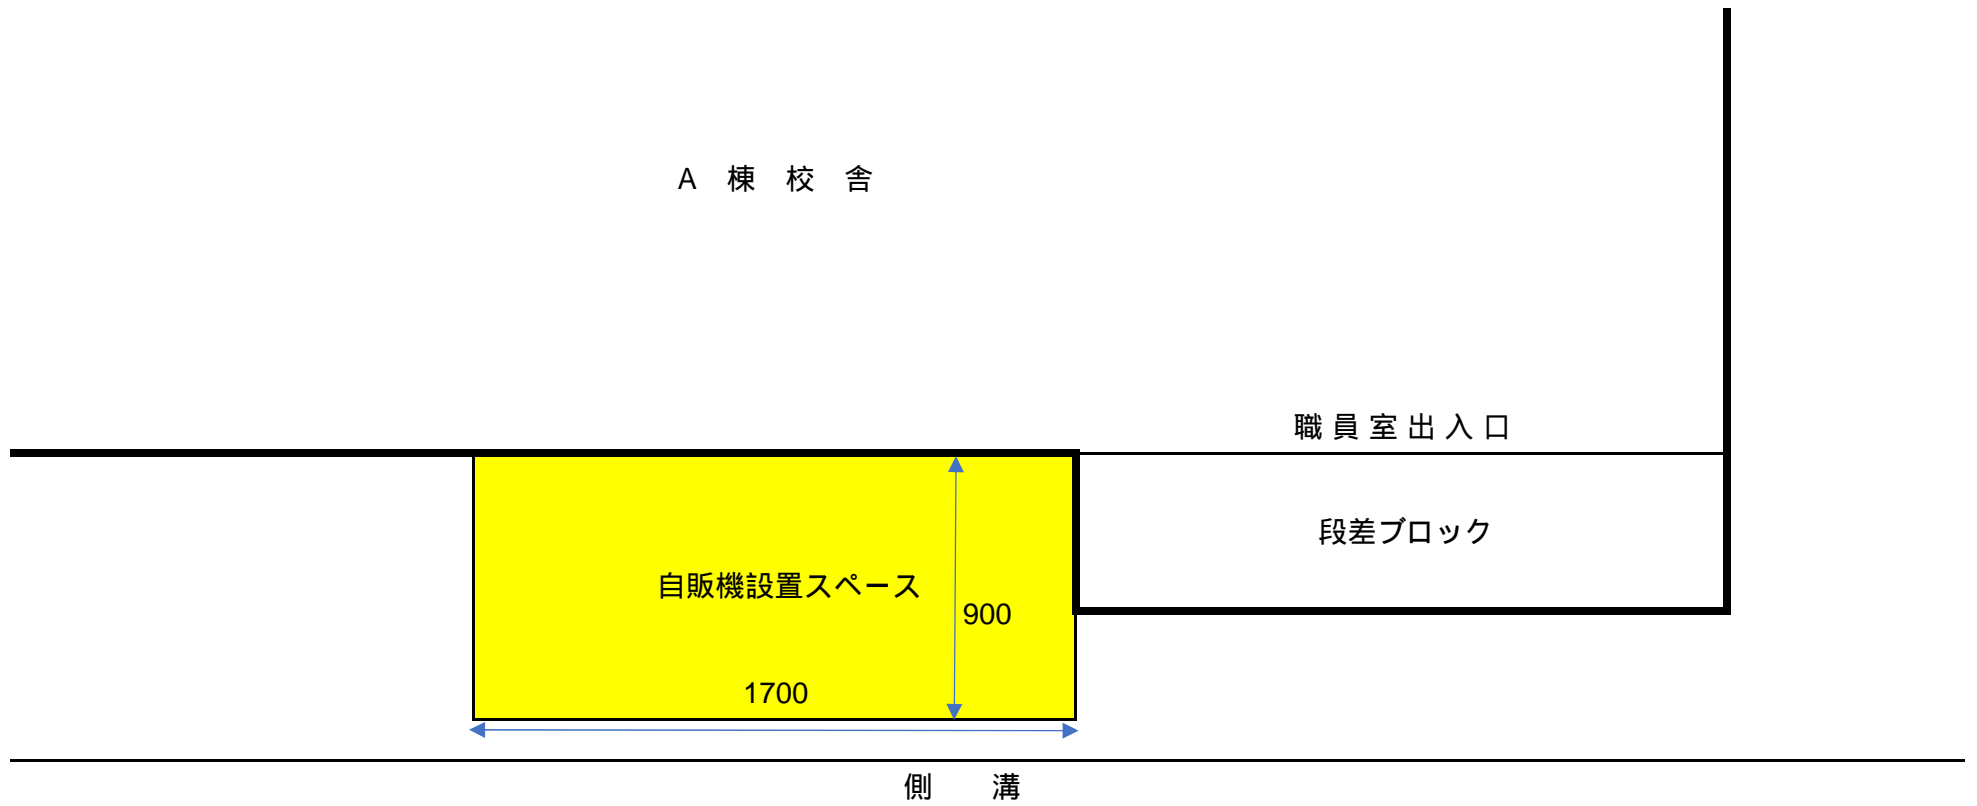 A 棟 校 舎
職 員 室 出 入 口
段差ブロック
自販機設置スペース
900
1700
側 溝